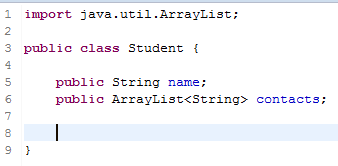 1 import java.util.ArrayList;
2
3 public class Student {
4
5     public String name;
6     public ArrayList<String> contacts;
7
8
9 }